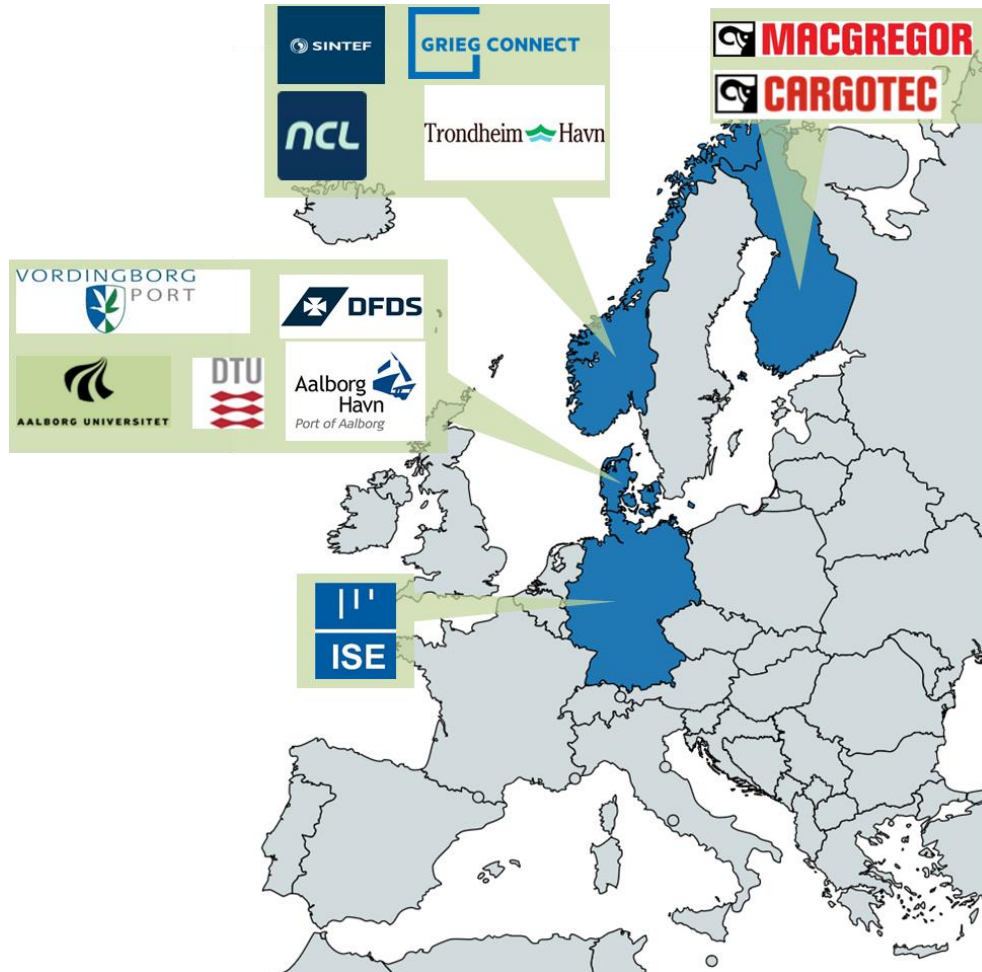 SINTEF
GRIEG CONNECT
ncl
Trondheim Havn
MACGREGOR
CARGOTEC
VORDINGBORG
PORT
DFDS
AALBORG UNIVERSITET
DTU
Aalborg
Havn
Port of Aalborg
ISE